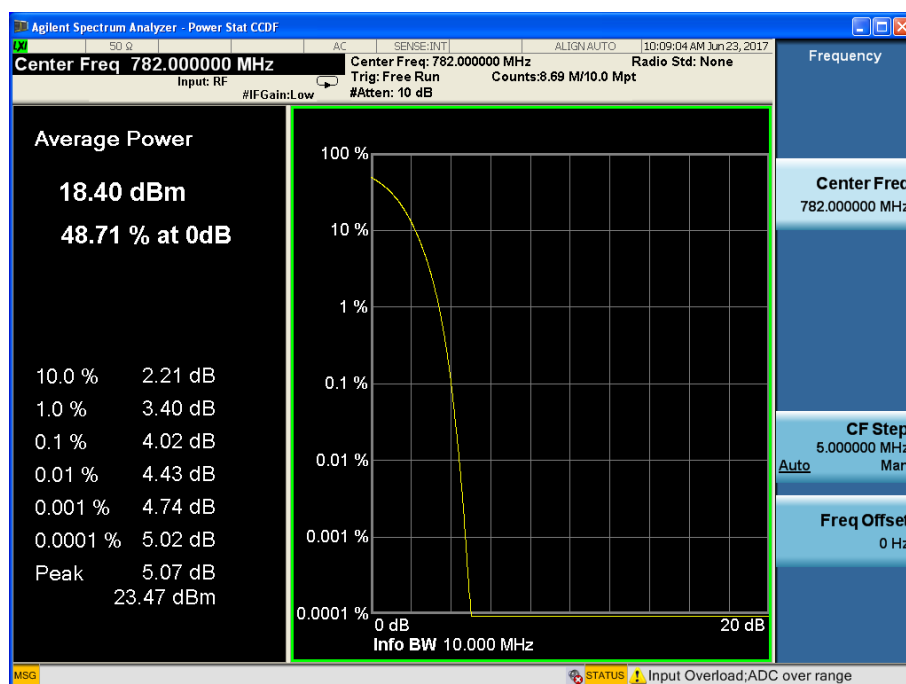 Agilent Spectrum Analyzer - Power Stat CCDF
LXI 50 Ω AC SENSE:INT ALIGN AUTO 10:09:04 AM Jun 23, 2017
Center Freq 782.000000 MHz
Input: RF
#IFGain:Low
Center Freq: 782.000000 MHz
Radio Std: None
Trig: Free Run
Counts:8.69 M/10.0 Mpt
#Atten: 10 dB
Average Power
18.40 dBm
48.71 % at 0dB
10.0 % 2.21 dB
1.0 % 3.40 dB
0.1 % 4.02 dB
0.01 % 4.43 dB
0.001 % 4.74 dB
0.0001 % 5.02 dB
Peak 5.07 dB
23.47 dBm
100 %
10 %
1 %
0.1 %
0.01 %
0.001 %
0.0001 %
0 dB
20 dB
Info BW 10.000 MHz
Frequency
Center Freq
782.000000 MHz
CF Step
5.000000 MHz
Auto Man
Freq Offset
0 Hz
MSG
STATUS Input Overload;ADC over range